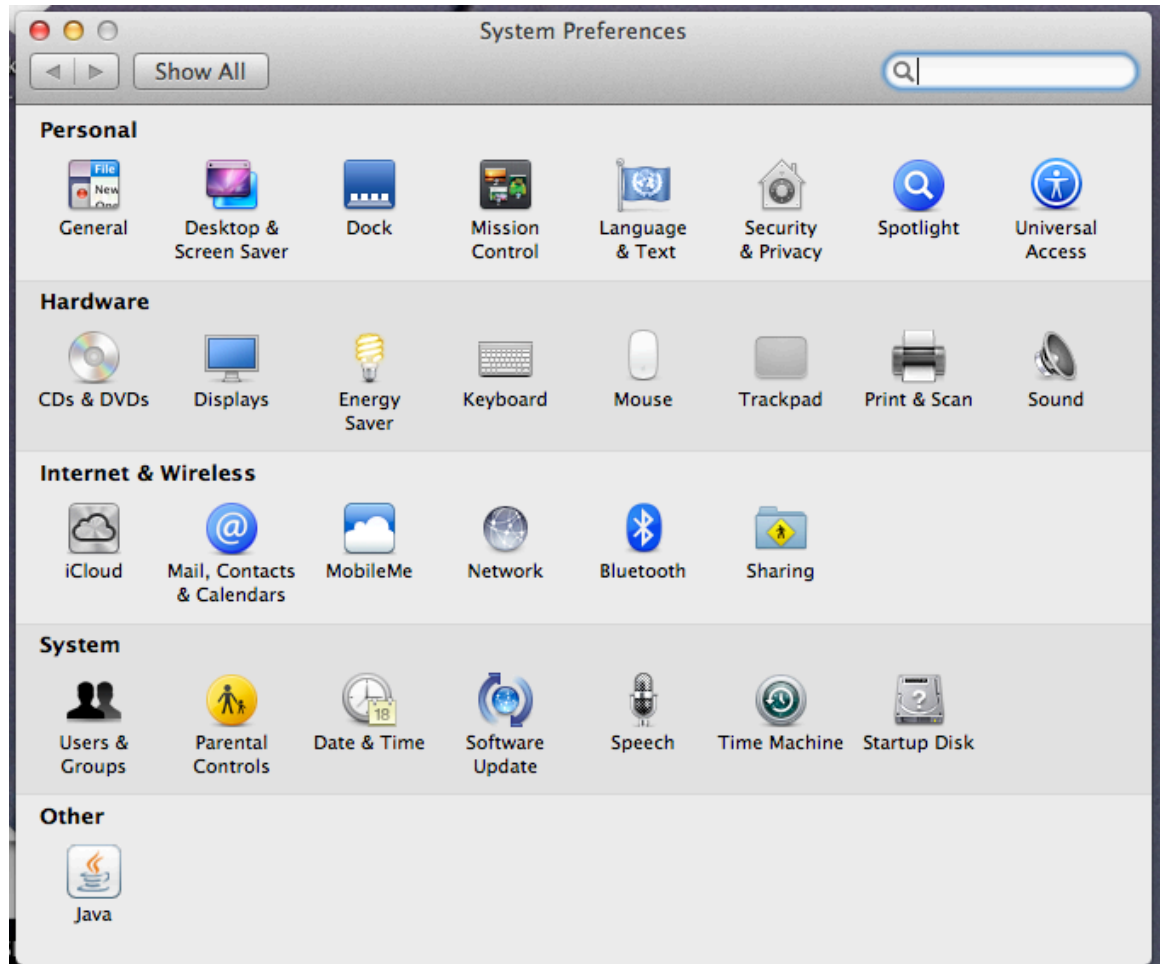 System Preferences
Show All
Personal
File
New
General
Desktop &
Screen Saver
Dock
Mission
Control
Language
& Text
Security
& Privacy
Spotlight
Universal
Access
Hardware
CDs & DVDs
Displays
Energy
Saver
Keyboard
Mouse
Trackpad
Print & Scan
Sound
Internet & Wireless
iCloud
@
Mail, Contacts
& Calendars
MobileMe
Network
Bluetooth
Sharing
System
Users &
Groups
Parental
Controls
18
Date & Time
Software
Update
Speech
Time Machine
?
Startup Disk
Other
Java